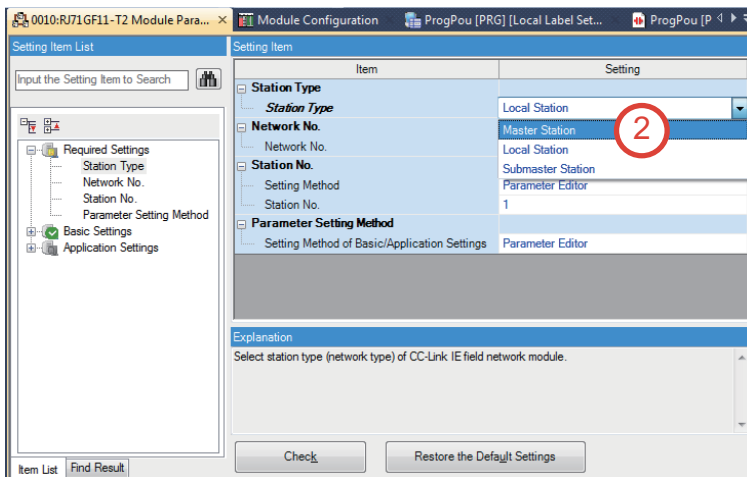 0010:RJ71GF11-T2 Module Para...
Module Configuration
ProgPou [PRG] [Local Label Set...
ProgPou [P
Setting Item List
Setting Item
Input the Setting Item to Search
Item
Setting
Station Type
Station Type
Local Station
Network No.
Master Station
2
Network No.
Local Station
Station No.
Submaster Station
Setting Method
Parameter Editor
Station No.
1
Parameter Setting Method
Setting Method of Basic/Application Settings
Parameter Editor
Required Settings
Station Type
Network No.
Station No.
Parameter Setting Method
Basic Settings
Application Settings
Explanation
Select station type (network type) of CC-Link IE field network module.
Check
Restore the Default Settings
Item List
Find Result